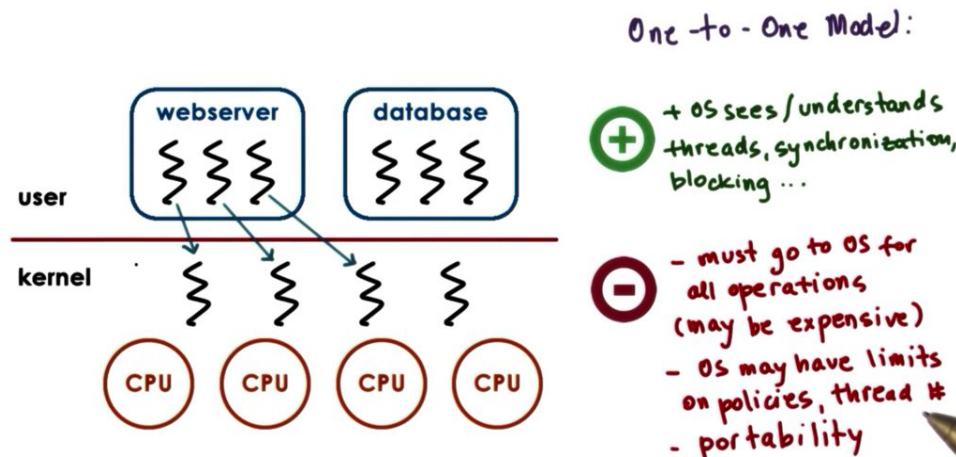 One-to-One Model:
webserver
database
user
kernel
CPU
CPU
CPU
CPU
+ OS sees/understands
threads, synchronization,
blocking ...
- must go to OS for
all operations
(may be expensive)
- OS may have limits
on policies, thread #
- portability